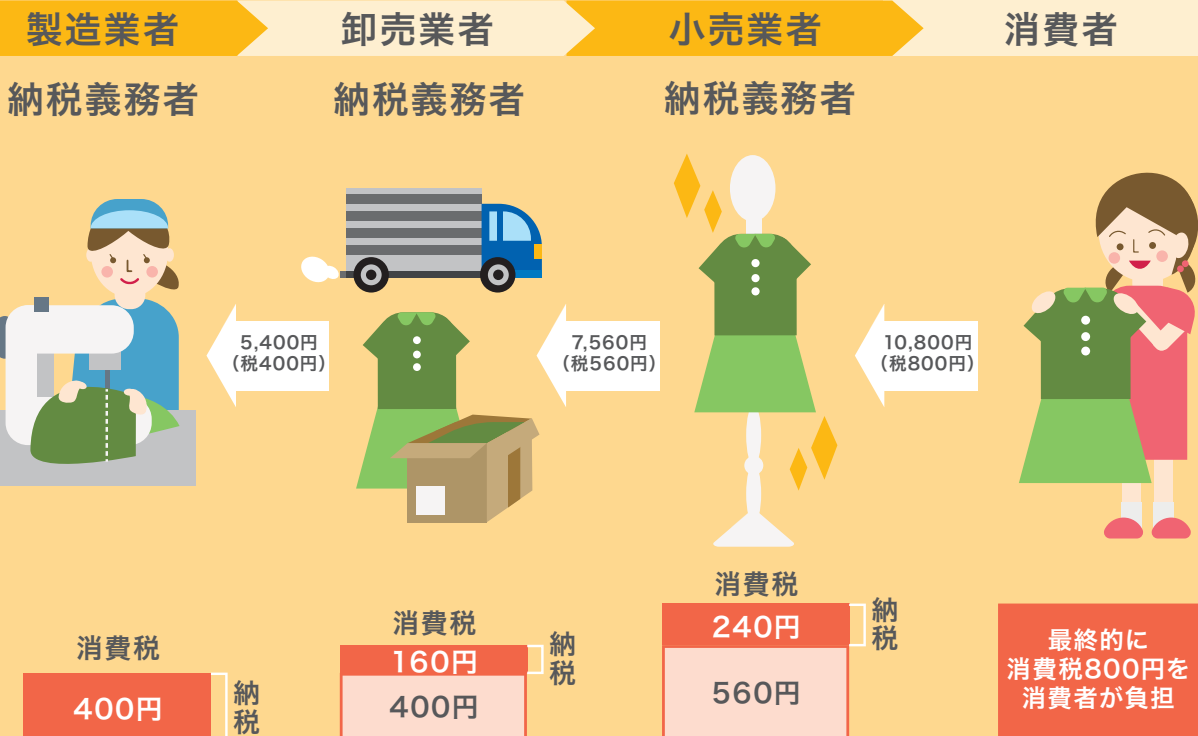 製造業者
卸売業者
小売業者
消費者
納税義務者
納税義務者
納税義務者
5,400円
(税400円)
7,560円
(税560円)
10,800円
(税800円)
消費税
400円
納税
消費税
160円
400円
納税
消費税
240円
560円
納税
最終的に
消費税800円を
消費者が負担